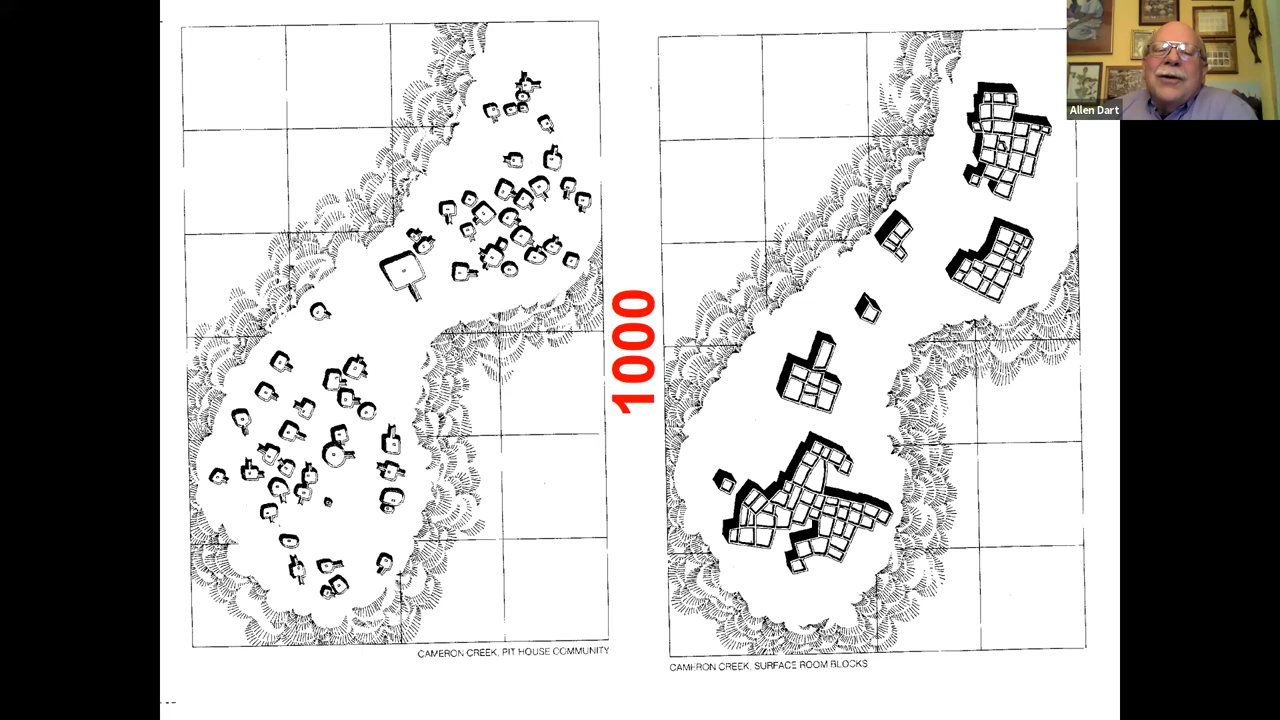 Allen Dart
1000
CAMERON CREEK, PIT HOUSE COMMUNITY
CAMERON CREEK, SURFACE ROOM BLOCKS